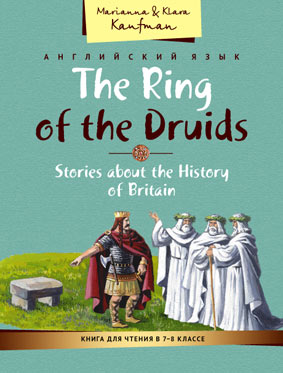 Marianna & Klara
Kaufman
АНГЛИЙСКИЙ ЯЗЫК
The Ring
of the Druids
Stories about the History
of Britain
КНИГА ДЛЯ ЧТЕНИЯ В 7–8 КЛАССЕ